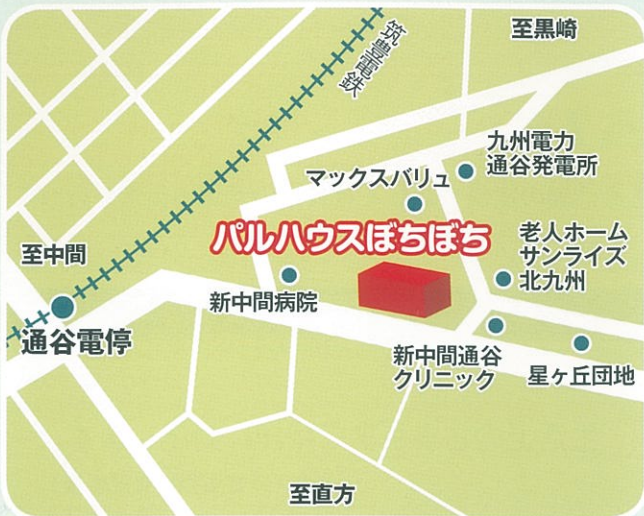 至黒崎
筑豊電鉄
九州電力
通谷発電所
マックスバリュ
パルハウスぼちぼち
老人ホーム
サンライズ
北九州
至中間
新中間病院
通谷電停
新中間通谷
クリニック
星ヶ丘団地
至直方